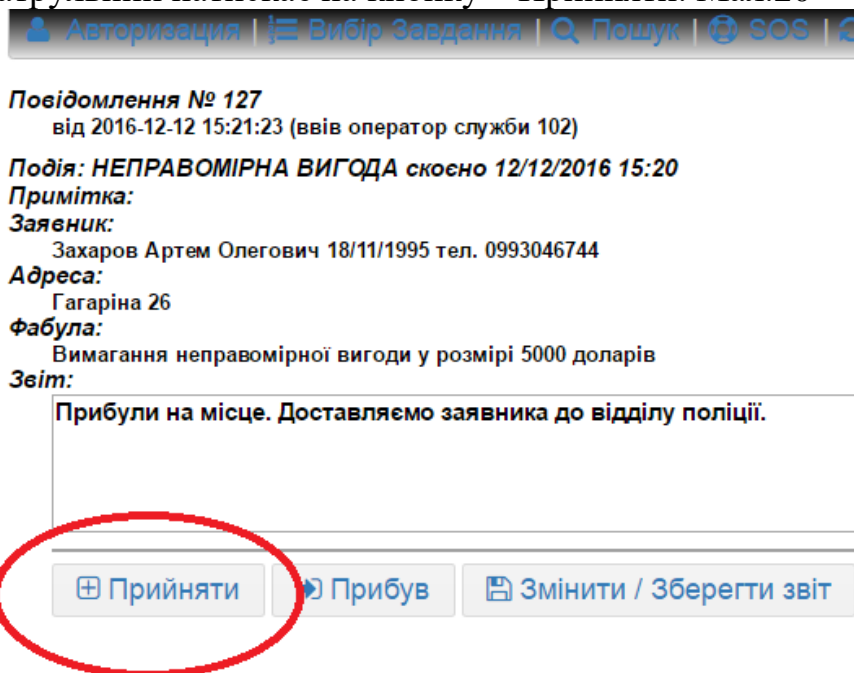 Авторизация | Вибір Завдання | Пошук | SOS |
Повідомлення № 127
від 2016-12-12 15:21:23 (ввів оператор служби 102)
Подія: НЕПРАВОМІРНА ВИГОДА скоєно 12/12/2016 15:20
Примітка:
Заявник:
Захаров Артем Олегович 18/11/1995 тел. 0993046744
Адреса:
Гагаріна 26
Фабула:
Вимагання неправомірної вигоди у розмірі 5000 доларів
Звіт:
Прибули на місце. Доставляємо заявника до відділу поліції.
Прийняти Прибув Змінити / Зберегти звіт